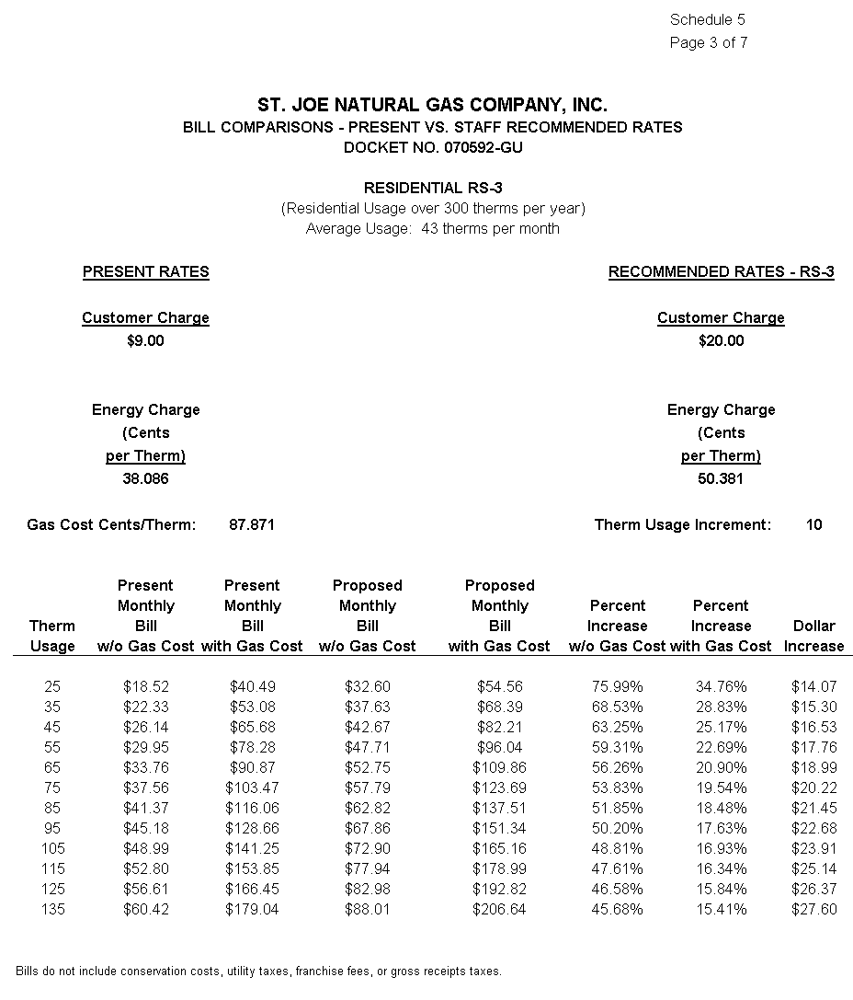 Schedule 5
Page 3 of 7
ST. JOE NATURAL GAS COMPANY, INC.
BILL COMPARISONS - PRESENT VS. STAFF RECOMMENDED RATES
DOCKET NO. 070592-GU
RESIDENTIAL RS-3
(Residential Usage over 300 therms per year)
Average Usage: 43 therms per month
PRESENT RATES RECOMMENDED RATES - RS-3
Customer Charge Customer Charge
$9.00 $20.00
Energy Charge Energy Charge
(Cents (Cents
per Therm) per Therm)
38.086 50.381
Gas Cost Cents/Therm: 87.871 Therm Usage Increment: 10
Present Present Proposed Proposed
Monthly Monthly Monthly Monthly Percent Percent
Therm Bill Bill Bill Bill Increase Increase Dollar
Usage w/o Gas Cost with Gas Cost w/o Gas Cost with Gas Cost w/o Gas Cost with Gas Cost Increase
25 $18.52 $40.49 $32.60 $54.56 75.99% 34.76% $14.07
35 $22.33 $53.08 $37.63 $68.39 68.53% 28.83% $15.30
45 $26.14 $65.68 $42.67 $82.21 63.25% 25.17% $16.53
55 $29.95 $78.28 $47.71 $96.04 59.31% 22.69% $17.76
65 $33.76 $90.87 $52.75 $109.86 56.26% 20.90% $18.99
75 $37.56 $103.47 $57.79 $123.69 53.83% 19.54% $20.22
85 $41.37 $116.06 $62.82 $137.51 51.85% 18.48% $21.45
95 $45.18 $128.66 $67.86 $151.34 50.20% 17.63% $22.68
105 $48.99 $141.25 $72.90 $165.16 48.81% 16.93% $23.91
115 $52.80 $153.85 $77.94 $178.99 47.61% 16.34% $25.14
125 $56.61 $166.45 $82.98 $192.82 46.58% 15.84% $26.37
135 $60.42 $179.04 $88.01 $206.64 45.68% 15.41% $27.60
Bills do not include conservation costs, utility taxes, franchise fees, or gross receipts taxes.